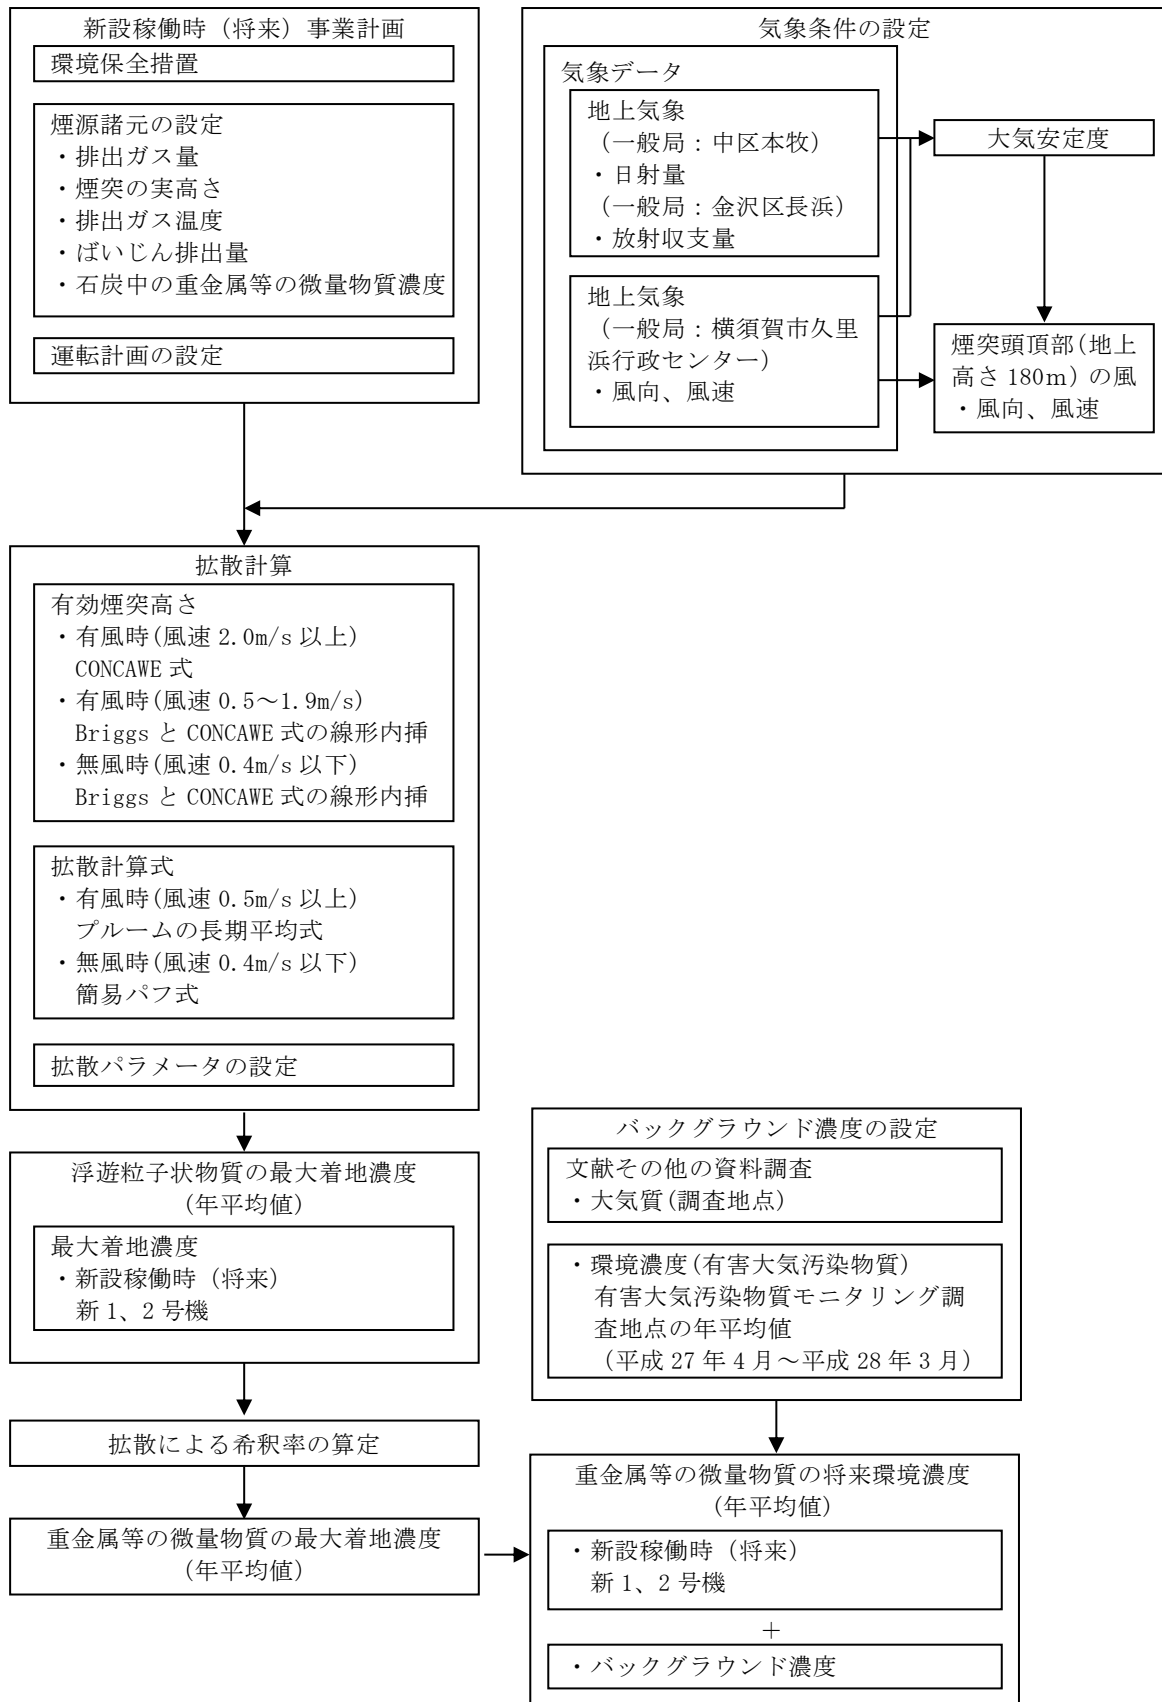 新設稼働時（将来）事業計画
環境保全措置
煙源諸元の設定
・排出ガス量
・煙突の実高さ
・排出ガス温度
・ばいじん排出量
・石炭中の重金属等の微量物質濃度
運転計画の設定
気象条件の設定
気象データ
地上気象
（一般局：中区本牧）
・日射量
（一般局：金沢区長浜）
・放射収支量
地上気象
（一般局：横須賀市久里
浜行政センター）
・風向、風速
大気安定度
煙突頭頂部(地上
高さ 180ｍ）の風
・風向、風速
拡散計算
有効煙突高さ
・有風時(風速 2.0m/s 以上)
CONCAWE 式
・有風時(風速 0.5～1.9m/s)
Briggs と CONCAWE 式の線形内挿
・無風時(風速 0.4m/s 以下)
Briggs と CONCAWE 式の線形内挿
拡散計算式
・有風時(風速 0.5m/s 以上)
プルームの長期平均式
・無風時(風速 0.4m/s 以下)
簡易パフ式
拡散パラメータの設定
浮遊粒子状物質の最大着地濃度
(年平均値)
最大着地濃度
・新設稼働時（将来）
新 1、2 号機
拡散による希釈率の算定
重金属等の微量物質の最大着地濃度
(年平均値)
バックグラウンド濃度の設定
文献その他の資料調査
・大気質(調査地点)
・環境濃度(有害大気汚染物質)
有害大気汚染物質モニタリング調
査地点の年平均値
（平成 27 年 4 月～平成 28 年 3 月）
重金属等の微量物質の将来環境濃度
(年平均値)
・新設稼働時（将来）
新 1、2 号機
＋
・バックグラウンド濃度